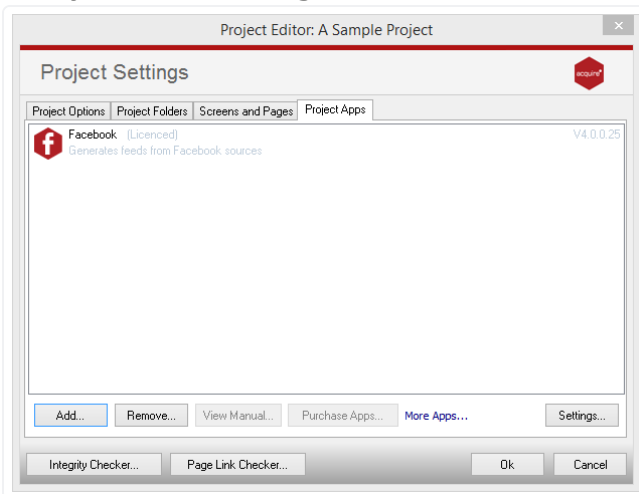 Project Editor: A Sample Project
Project Settings
acquire
Project Options Project Folders Screens and Pages Project Apps
Facebook (Licenced) V4.0.0.25
Generates feeds from Facebook sources
Add... Remove... View Manual... Purchase Apps... More Apps... Settings...
Integrity Checker... Page Link Checker... Ok Cancel